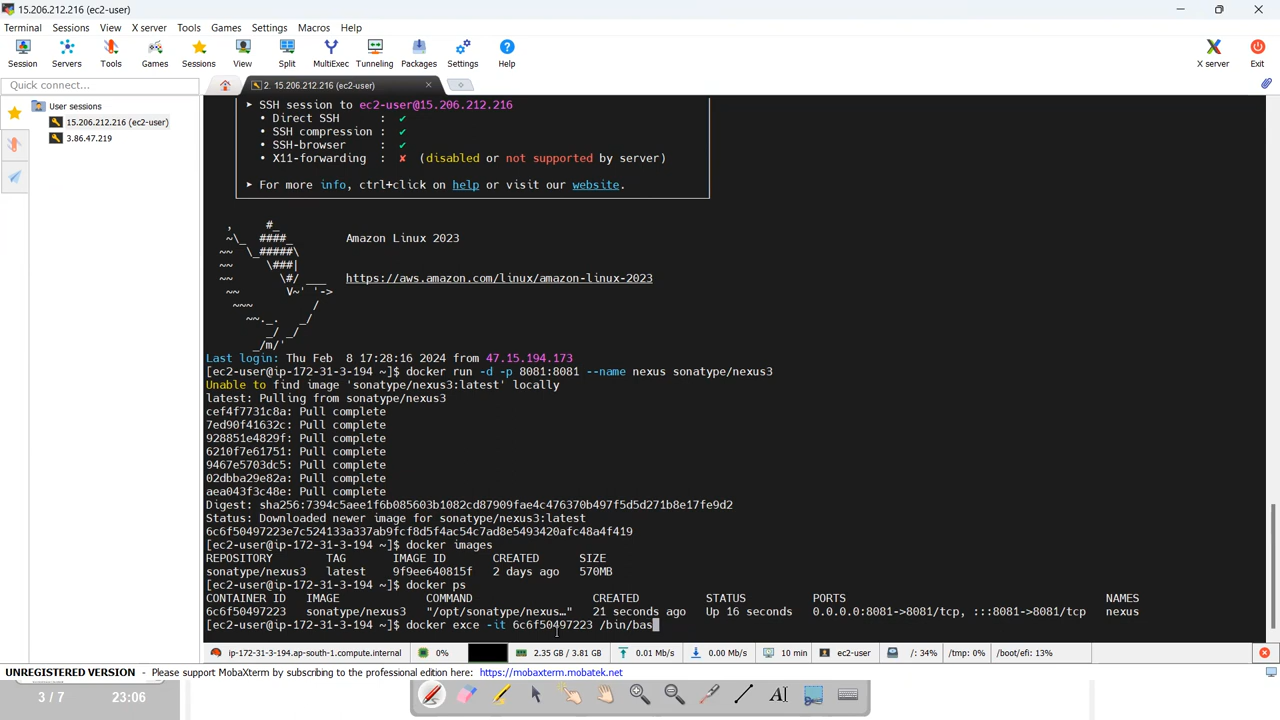 15.206.212.216 (ec2-user)
Terminal Sessions View X server Tools Games Settings Macros Help
Session Servers Tools Games Sessions View Split MultiExec Tunneling Packages Settings Help X server Exit
Quick connect...
2. 15.206.212.216 (ec2-user)
User sessions
15.206.212.216 (ec2-user)
3.86.47.219
➤ SSH session to ec2-user@15.206.212.216
• Direct SSH : ✔
• SSH compression : ✔
• SSH-browser : ✔
• X11-forwarding : ✘ (disabled or not supported by server)
➤ For more info, ctrl+click on help or visit our website.
, #_
~\_ ####_ Amazon Linux 2023
~~ \_#####\
~~ \###|
~~ \#/ ___ https://aws.amazon.com/linux/amazon-linux-2023
~~ V~' '->
~~~ /
~~._. _/
_/ _/
_/m/'
Last login: Thu Feb 8 17:28:16 2024 from 47.15.194.173
[ec2-user@ip-172-31-3-194 ~]$ docker run -d -p 8081:8081 --name nexus sonatype/nexus3
Unable to find image 'sonatype/nexus3:latest' locally
latest: Pulling from sonatype/nexus3
cef4f7731c8a: Pull complete
7ed90f41632c: Pull complete
928851e4829f: Pull complete
6210f7e61751: Pull complete
9467e5703dc5: Pull complete
02dbba29e82a: Pull complete
aea043f3c48e: Pull complete
Digest: sha256:7394c5aee1f6b085603b1082cd87909fae4c476370b497f5d5d271b8e17fe9d2
Status: Downloaded newer image for sonatype/nexus3:latest
6c6f50497223e7c524133a337ab9fcf8d5f4ac54c7ad8e5493420afc48a4f419
[ec2-user@ip-172-31-3-194 ~]$ docker images
REPOSITORY TAG IMAGE ID CREATED SIZE
sonatype/nexus3 latest 9f9ee640815f 2 days ago 570MB
[ec2-user@ip-172-31-3-194 ~]$ docker ps
CONTAINER ID IMAGE COMMAND CREATED STATUS PORTS NAMES
6c6f50497223 sonatype/nexus3 "/opt/sonatype/nexus…" 21 seconds ago Up 16 seconds 0.0.0.0:8081->8081/tcp, :::8081->8081/tcp nexus
[ec2-user@ip-172-31-3-194 ~]$ docker exce -it 6c6f50497223 /bin/bas
ip-172-31-3-194.ap-south-1.compute.internal 0% 2.35 GB / 3.81 GB 0.01 Mb/s 0.00 Mb/s 10 min ec2-user /: 34% /tmp: 0% /boot/efi: 13%
UNREGISTERED VERSION - Please support MobaXterm by subscribing to the professional edition here: https://mobaxterm.mobatek.net
3 / 7 23:06